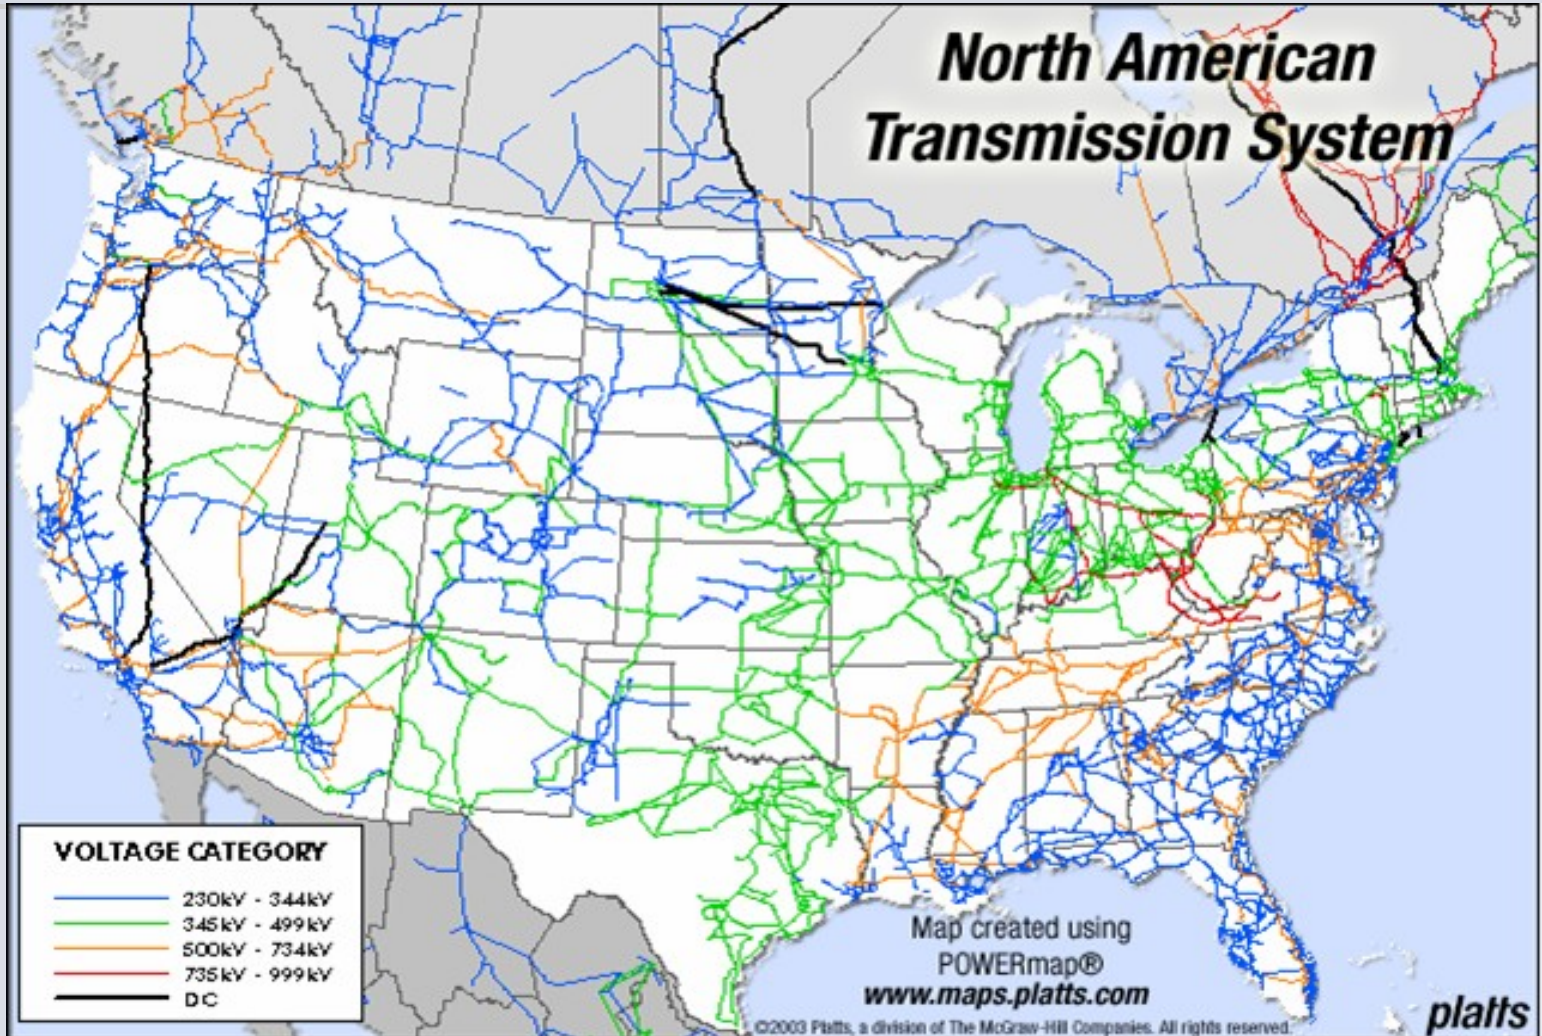 North American
Transmission System
VOLTAGE CATEGORY
230kV - 344kV
345kV - 499kV
500kV - 734kV
735kV - 999kV
DC
Map created using
POWERmap®
www.maps.platts.com
©2003 Platts, a division of The McGraw-Hill Companies. All rights reserved.
platts